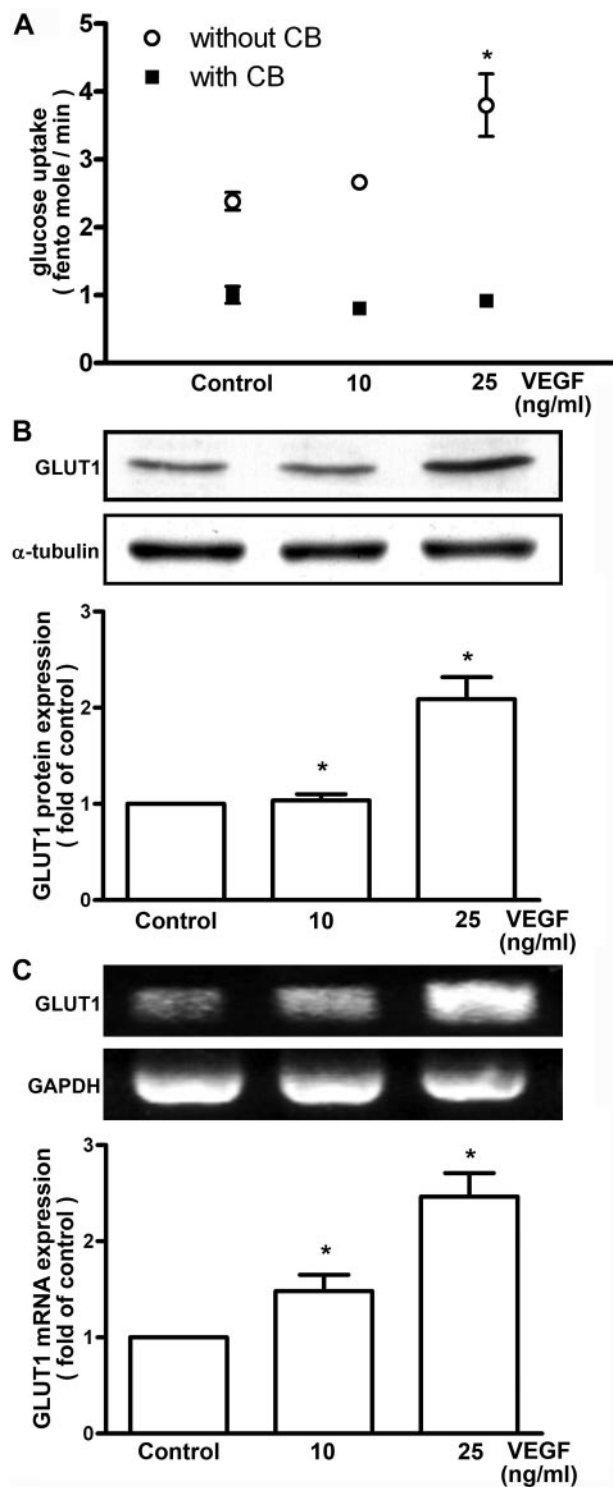 A
5
4
3
2
1
0
glucose uptake
( fento mole / min )
without CB
with CB
*
Control 10 25 VEGF
(ng/ml)
B
GLUT1
α-tubulin
3
2
1
0
GLUT1 protein expression
( fold of control )
*
*
Control 10 25 VEGF
(ng/ml)
C
GLUT1
GAPDH
3
2
1
0
GLUT1 mRNA expression
( fold of control )
*
*
Control 10 25 VEGF
(ng/ml)